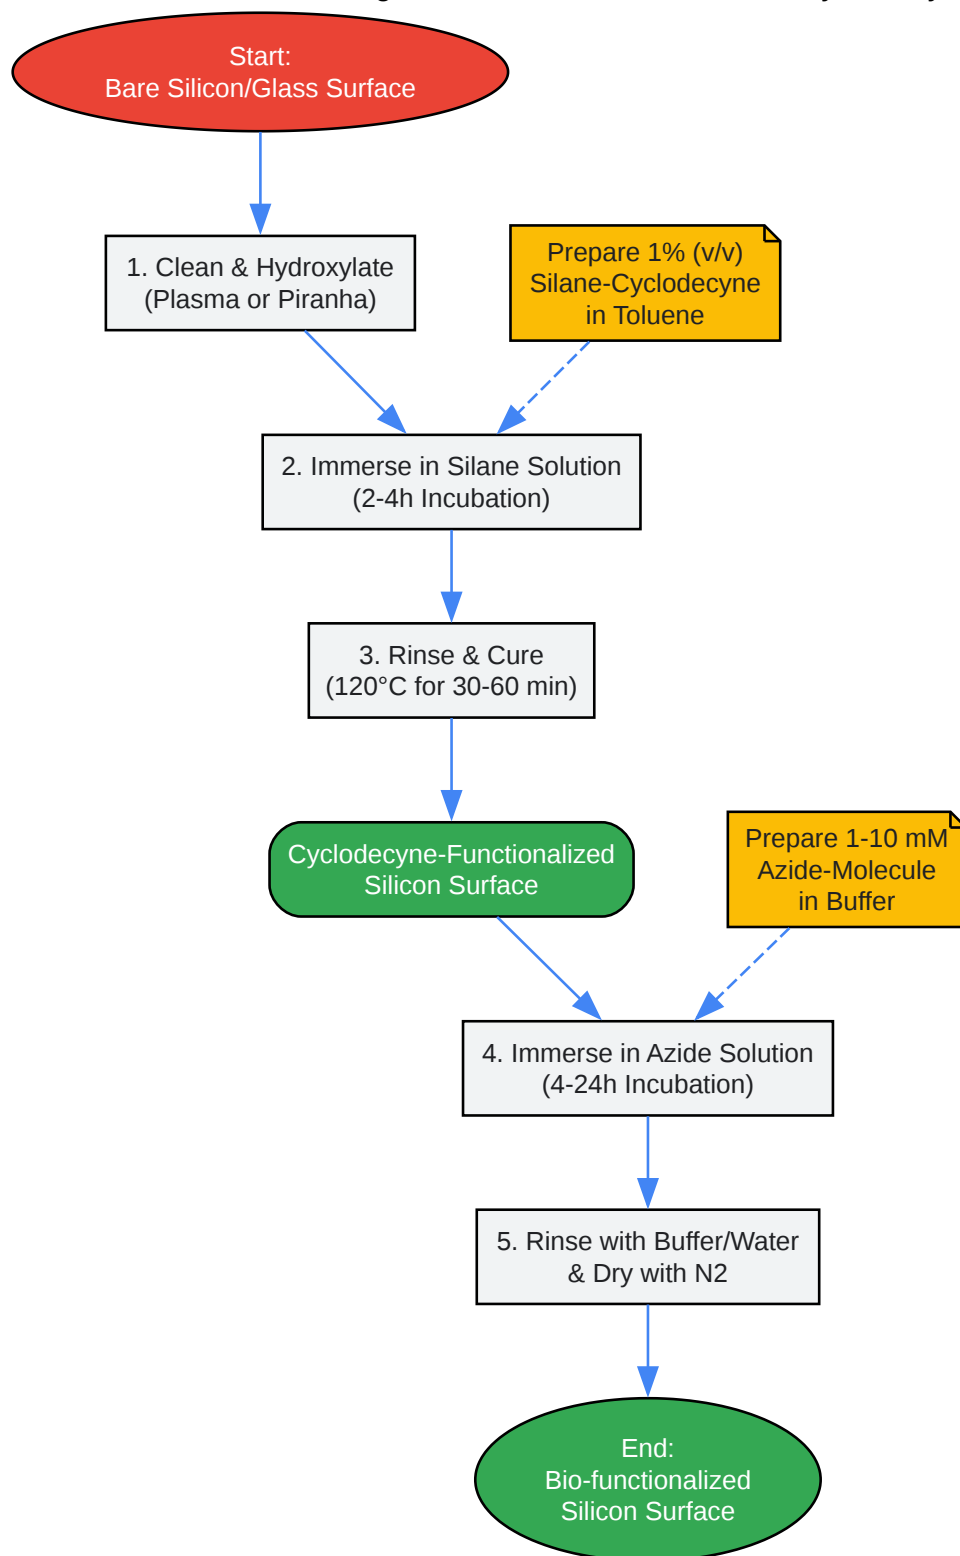 Start:
Bare Silicon/Glass Surface
1. Clean & Hydroxylate
(Plasma or Piranha)
Prepare 1% (v/v)
Silane-Cyclodecyne
in Toluene
2. Immerse in Silane Solution
(2-4h Incubation)
3. Rinse & Cure
(120°C for 30-60 min)
Cyclodecyne-Functionalized
Silicon Surface
Prepare 1-10 mM
Azide-Molecule
in Buffer
4. Immerse in Azide Solution
(4-24h Incubation)
5. Rinse with Buffer/Water
& Dry with N2
End:
Bio-functionalized
Silicon Surface